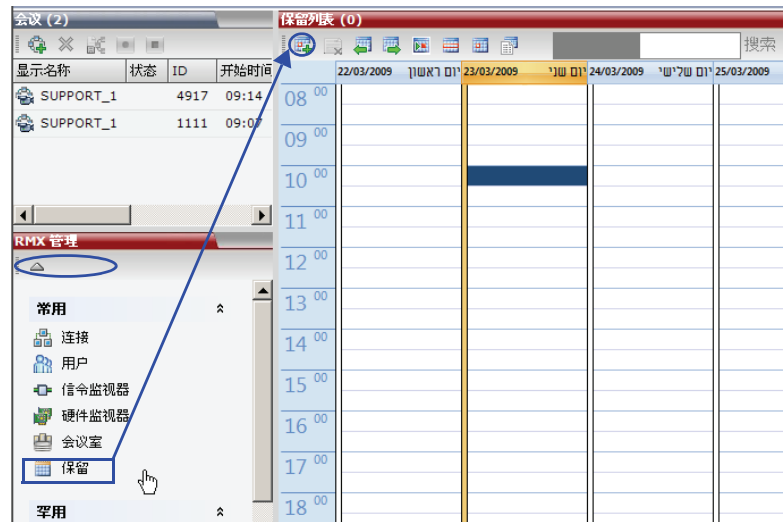 会议 (2)
显示名称 状态 ID 开始时间
SUPPORT_1 4917 09:14
SUPPORT_1 1111 09:07
RMX 管理
常用
连接
用户
信令监视器
硬件监视器
会议室
保留
罕用
保留列表 (0)
搜索
22/03/2009 יום ראשון 23/03/2009 יום שני 24/03/2009 יום שלישי 25/03/2009
08 00
09 00
10 00
11 00
12 00
13 00
14 00
15 00
16 00
17 00
18 00